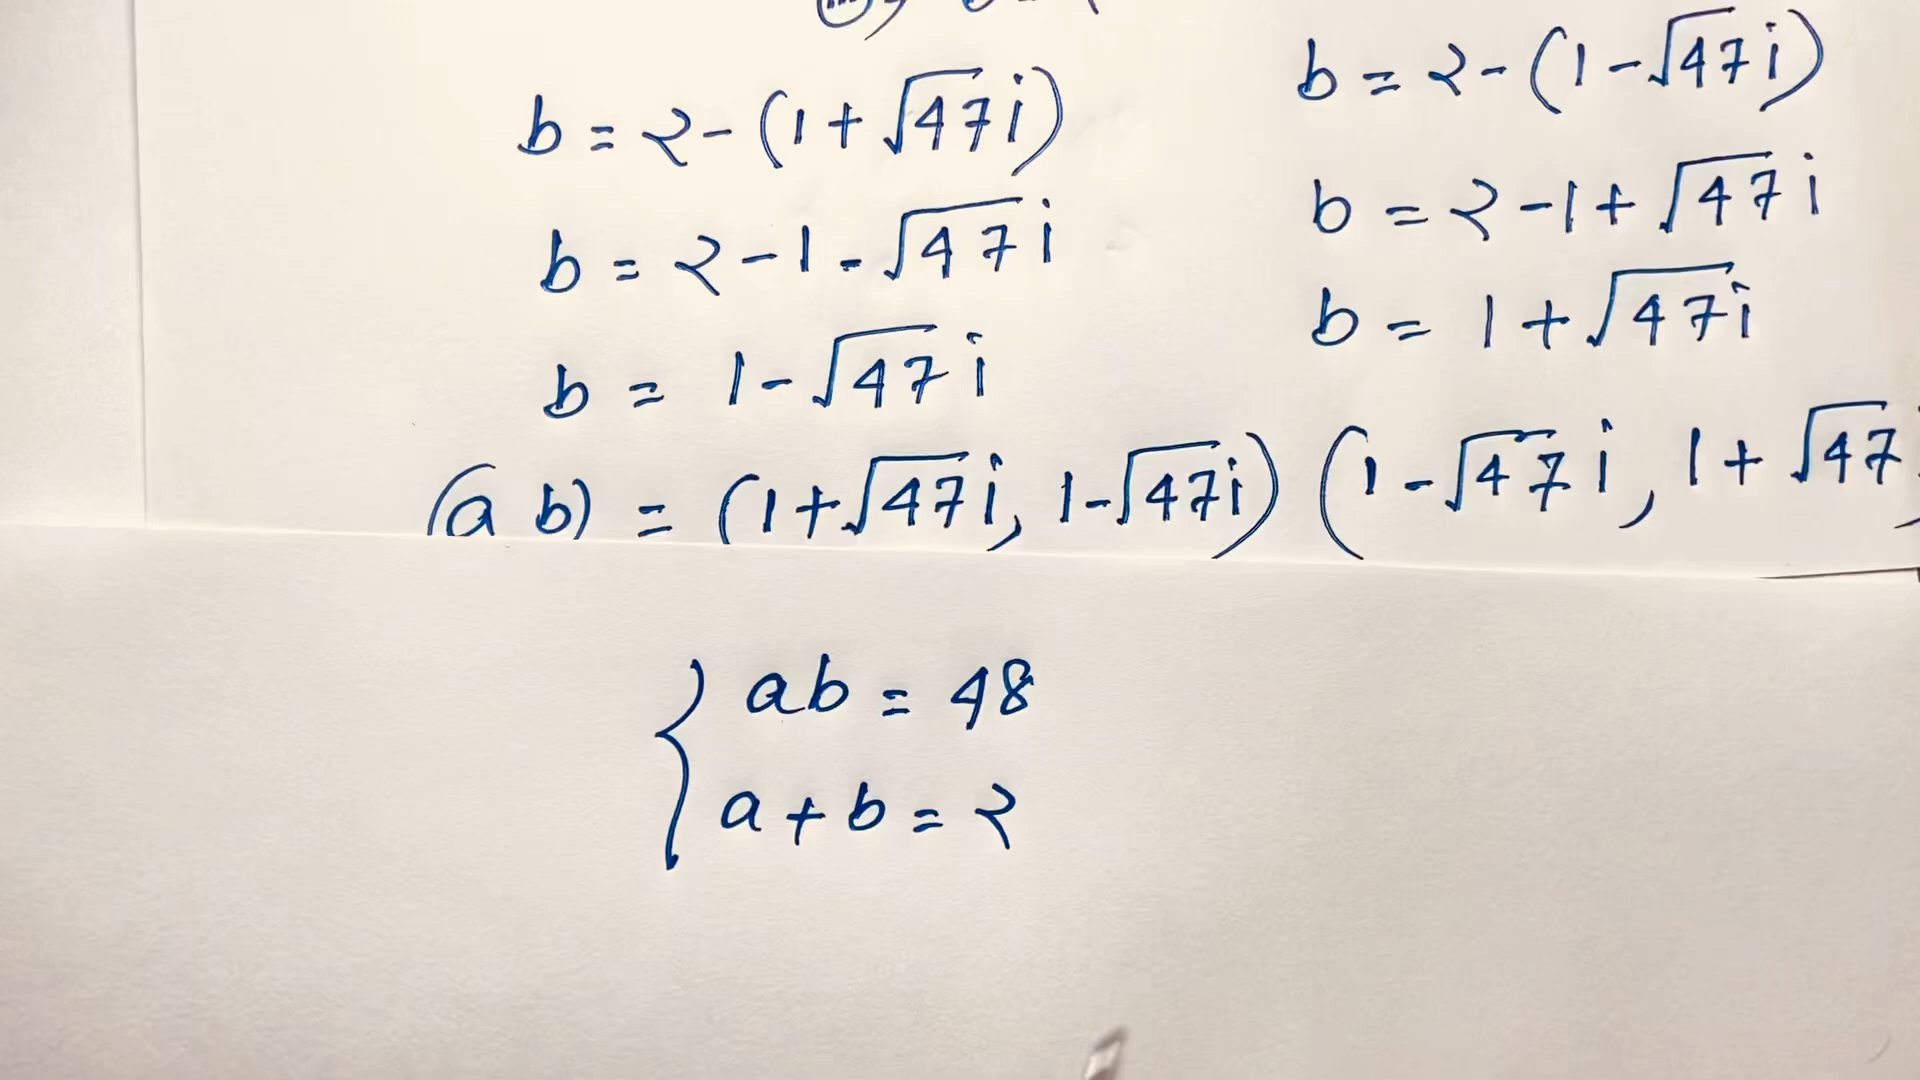 b = 2 - (1 + √47 i)
b = 2 - 1 - √47 i
b = 1 - √47 i
b = 2 - (1 - √47 i)
b = 2 - 1 + √47 i
b = 1 + √47 i
(a b) = (1 + √47 i, 1 - √47 i) (1 - √47 i, 1 + √47
{ ab = 48
a + b = 2